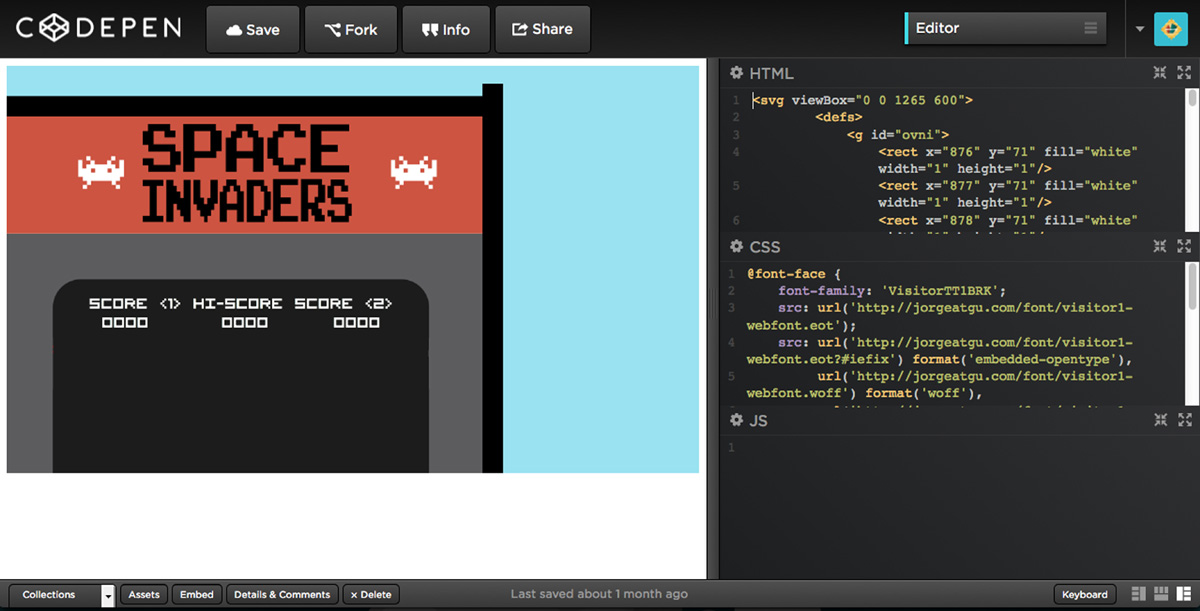 CODEPEN
Save
Fork
Info
Share
Editor
SPACE
INVADERS
SCORE <1> HI-SCORE SCORE <2>
0000 0000 0000
HTML
1 <svg viewBox="0 0 1265 600">
2 <defs>
3 <g id="ovni">
4 <rect x="876" y="71" fill="white"
width="1" height="1"/>
5 <rect x="877" y="71" fill="white"
width="1" height="1"/>
6 <rect x="878" y="71" fill="white"
CSS
1 @font-face {
2 font-family: 'VisitorTT1BRK';
3 src: url('http://jorgeatgu.com/font/visitor1-
webfont.eot');
4 src: url('http://jorgeatgu.com/font/visitor1-
webfont.eot?#iefix') format('embedded-opentype'),
5 url('http://jorgeatgu.com/font/visitor1-
webfont.woff') format('woff'),
JS
1
Collections
Assets
Embed
Details & Comments
x Delete
Last saved about 1 month ago
Keyboard